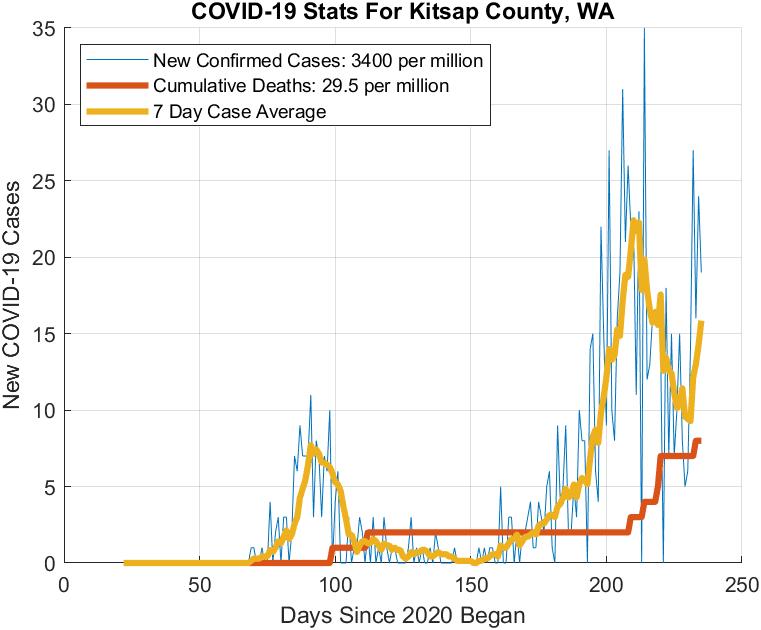 COVID-19 Stats For Kitsap County, WA
New Confirmed Cases: 3400 per million
Cumulative Deaths: 29.5 per million
7 Day Case Average
New COVID-19 Cases
35
30
25
20
15
10
5
0
0 50 100 150 200 250
Days Since 2020 Began